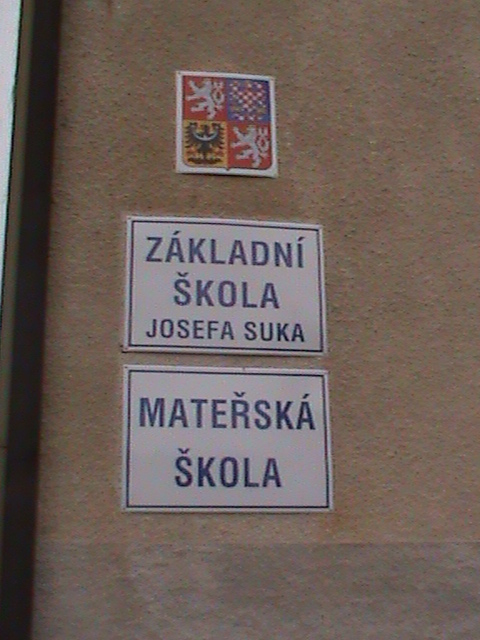 ZÁKLADNÍ
ŠKOLA
JOSEFA SUKA
MATEŘSKÁ
ŠKOLA